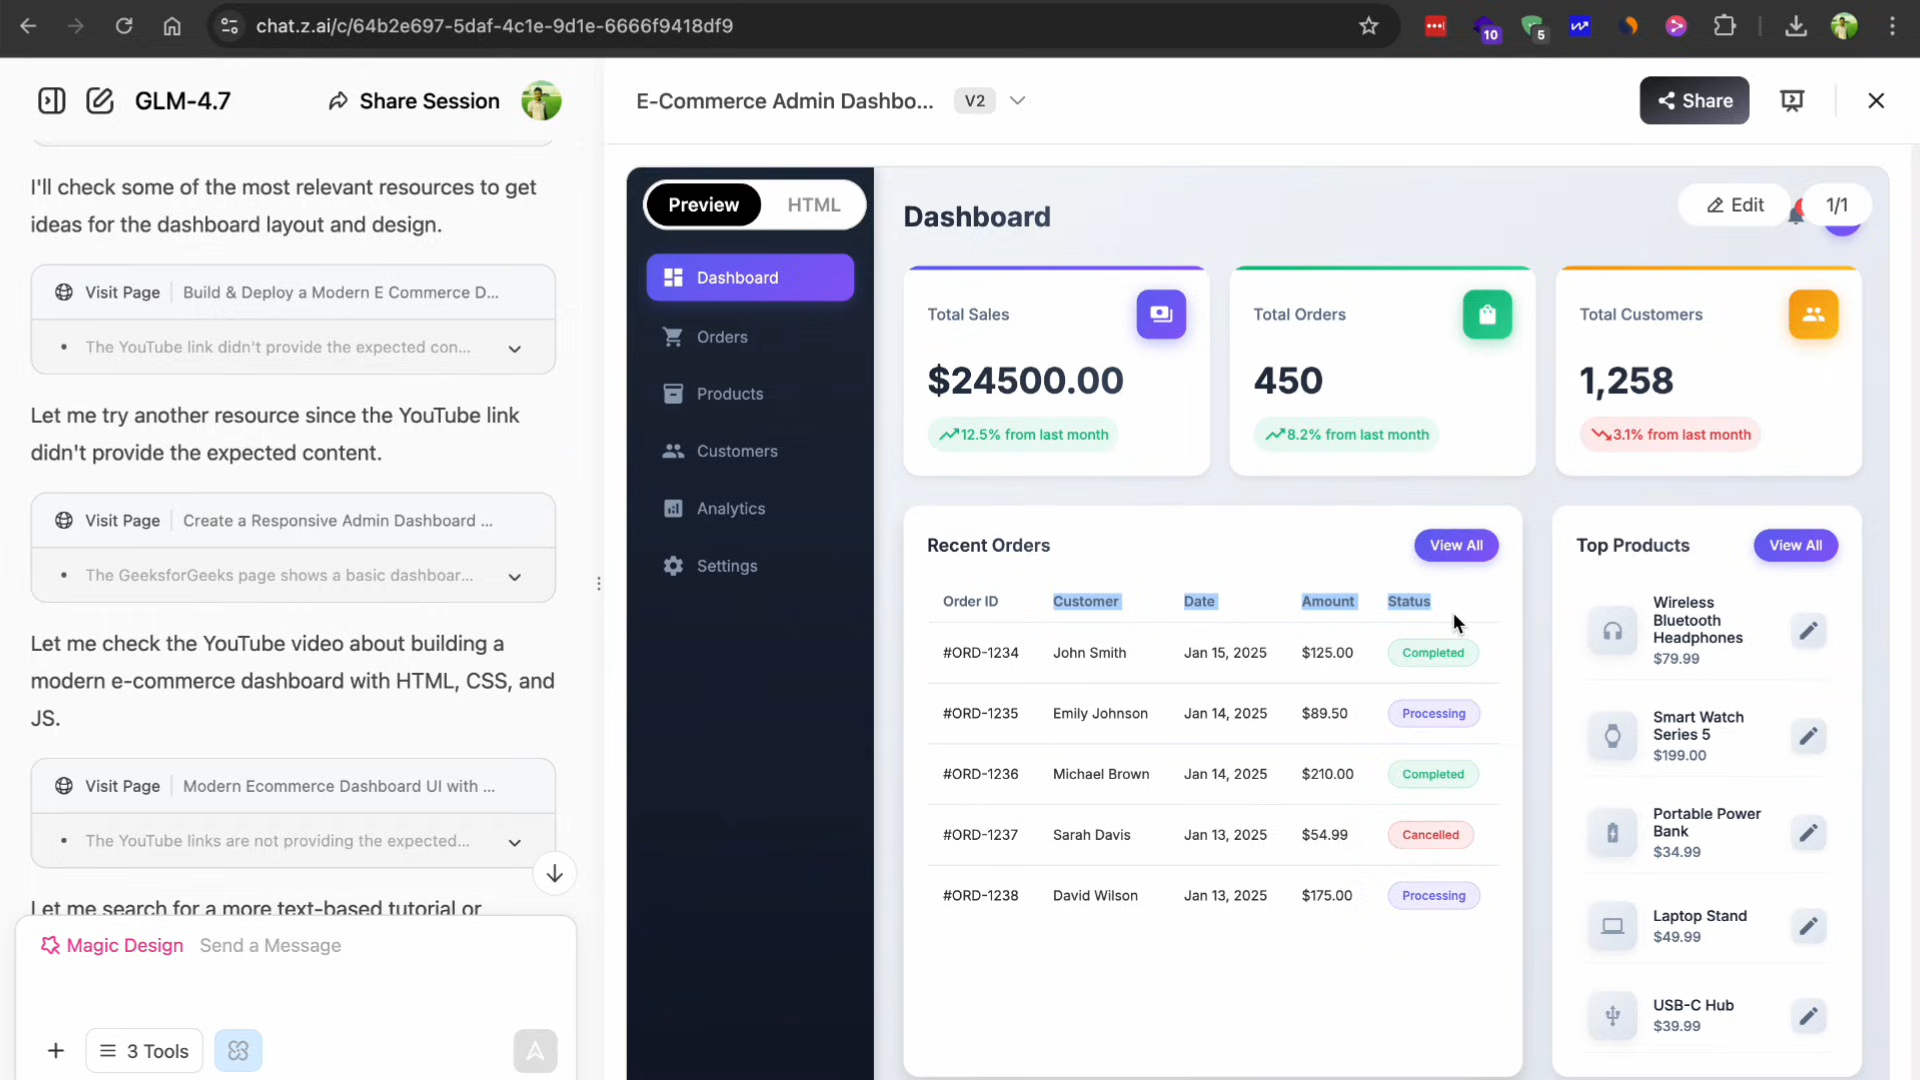 chat.z.ai/c/64b2e697-5daf-4c1e-9d1e-6666f9418df9
10
5
GLM-4.7
Share Session
I'll check some of the most relevant resources to get
ideas for the dashboard layout and design.
Visit Page
Build & Deploy a Modern E Commerce D...
The YouTube link didn't provide the expected con...
Let me try another resource since the YouTube link
didn't provide the expected content.
Visit Page
Create a Responsive Admin Dashboard ...
The GeeksforGeeks page shows a basic dashboar...
Let me check the YouTube video about building a
modern e-commerce dashboard with HTML, CSS, and
JS.
Visit Page
Modern Ecommerce Dashboard UI with ...
The YouTube links are not providing the expected...
Let me search for a more text-based tutorial or
Magic Design
Send a Message
3 Tools
E-Commerce Admin Dashbo...
V2
Share
Preview
HTML
Dashboard
Orders
Products
Customers
Analytics
Settings
Dashboard
Edit
1/1
Total Sales
$24500.00
12.5% from last month
Total Orders
450
8.2% from last month
Total Customers
1,258
3.1% from last month
Recent Orders
View All
Order ID Customer Date Amount Status
#ORD-1234 John Smith Jan 15, 2025 $125.00 Completed
#ORD-1235 Emily Johnson Jan 14, 2025 $89.50 Processing
#ORD-1236 Michael Brown Jan 14, 2025 $210.00 Completed
#ORD-1237 Sarah Davis Jan 13, 2025 $54.99 Cancelled
#ORD-1238 David Wilson Jan 13, 2025 $175.00 Processing
Top Products
View All
Wireless
Bluetooth
Headphones
$79.99
Smart Watch
Series 5
$199.00
Portable Power
Bank
$34.99
Laptop Stand
$49.99
USB-C Hub
$39.99